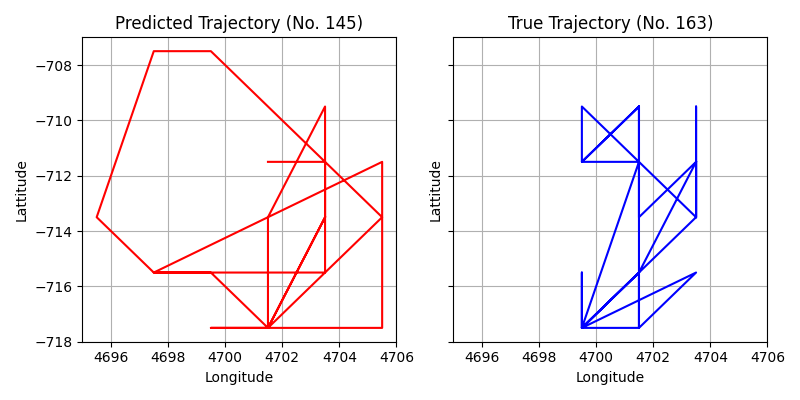 Predicted Trajectory (No. 145)
True Trajectory (No. 163)
Lattitude
−708
−710
−712
−714
−716
−718
4696 4698 4700 4702 4704 4706
Longitude
Lattitude
4696 4698 4700 4702 4704 4706
Longitude